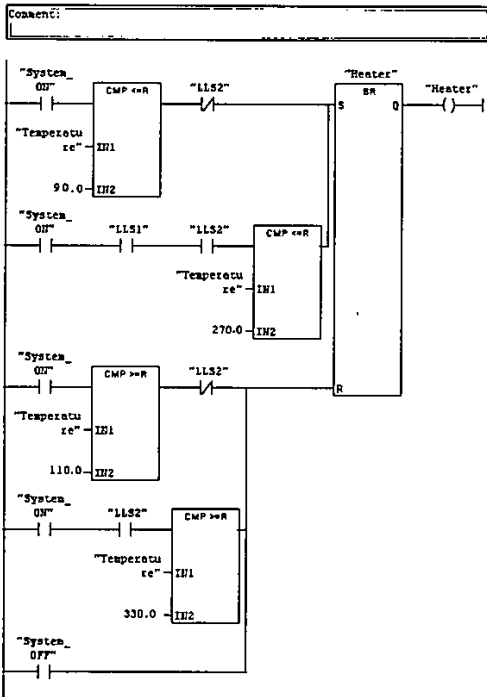 Comment:
"System_
ON"
CMP <=R
"LLS2"
"Heater"
SR
"Heater"
S
Q
"Temperatu
re"
IN1
90.0
IN2
"System_
ON"
"LLS1"
"LLS2"
CMP <=R
"Temperatu
re"
IN1
270.0
IN2
"System_
ON"
CMP >=R
"LLS2"
R
"Temperatu
re"
IN1
110.0
IN2
"System_
ON"
"LLS2"
CMP >=R
"Temperatu
re"
IN1
330.0
IN2
"System_
OFF"